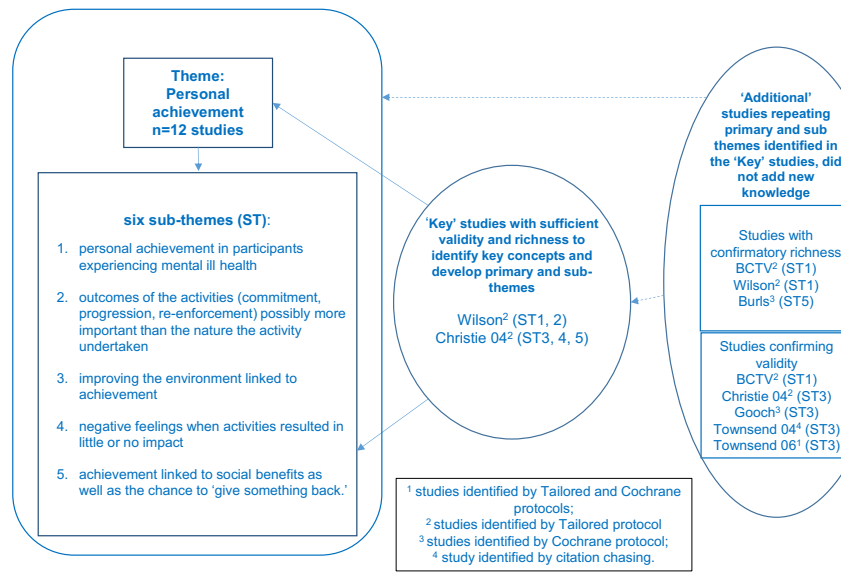 Theme:
Personal
achievement
n=12 studies
six sub-themes (ST):
1. personal achievement in participants
experiencing mental ill health
2. outcomes of the activities (commitment,
progression, re-enforcement) possibly more
important than the nature the activity
undertaken
3. improving the environment linked to
achievement
4. negative feelings when activities resulted in
little or no impact
5. achievement linked to social benefits as
well as the chance to ‘give something back.’
‘Key’ studies with sufficient
validity and richness to
identify key concepts and
develop primary and sub-
themes
Wilson² (ST1, 2)
Christie 04² (ST3, 4, 5)
‘Additional’
studies repeating
primary and sub
themes identified in
the ‘Key’ studies, did
not add new
knowledge
Studies with
confirmatory richness
BCTV² (ST1)
Wilson² (ST1)
Burls³ (ST5)
Studies confirming
validity
BCTV² (ST1)
Christie 04² (ST3)
Gooch³ (ST3)
Townsend 04⁴ (ST3)
Townsend 06¹ (ST3)
¹ studies identified by Tailored and Cochrane
protocols;
² studies identified by Tailored protocol
³ studies identified by Cochrane protocol;
⁴ study identified by citation chasing.